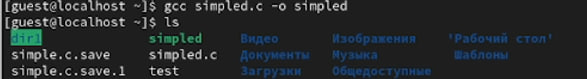 [guest@localhost ~]$ gcc simpled.c -o simpled
[guest@localhost ~]$ ls
dir1 simpled Видео Изображения 'Рабочий стол'
simple.c.save simpled.c Документы Музыка Шаблоны
simple.c.save.1 test Загрузки Общедоступные